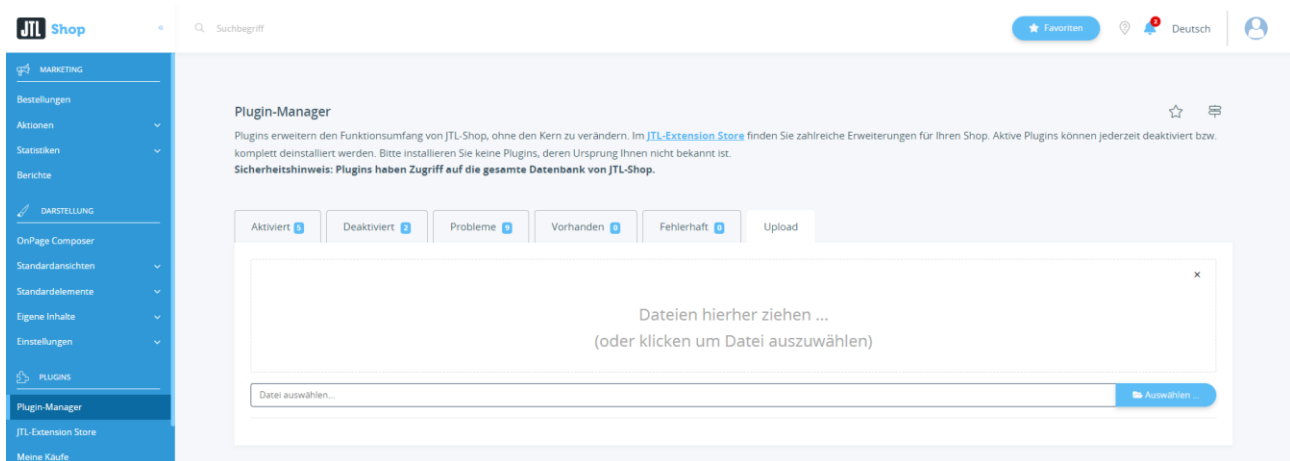 JTL Shop
«
Suchbegriff
Favoriten
2
Deutsch
MARKETING
Bestellungen
Aktionen
Statistiken
Berichte
DARSTELLUNG
OnPage Composer
Standardansichten
Standardelemente
Eigene Inhalte
Einstellungen
PLUGINS
Plugin-Manager
JTL-Extension Store
Meine Käufe
Plugin-Manager
Plugins erweitern den Funktionsumfang von JTL-Shop, ohne den Kern zu verändern. Im JTL-Extension Store finden Sie zahlreiche Erweiterungen für Ihren Shop. Aktive Plugins können jederzeit deaktiviert bzw.
komplett deinstalliert werden. Bitte installieren Sie keine Plugins, deren Ursprung Ihnen nicht bekannt ist.
Sicherheitshinweis: Plugins haben Zugriff auf die gesamte Datenbank von JTL-Shop.
Aktiviert 5 Deaktiviert 2 Probleme 9 Vorhanden 0 Fehlerhaft 0 Upload
×
Dateien hierher ziehen ...
(oder klicken um Datei auszuwählen)
Datei auswählen...
Auswählen ...